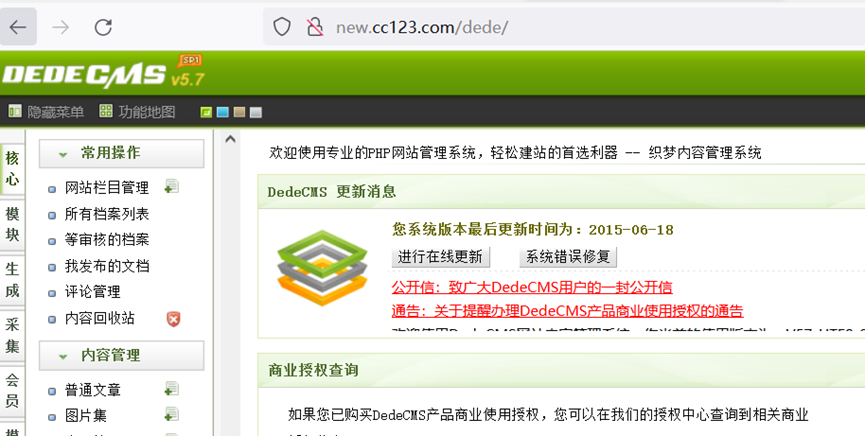 new.cc123.com/dede/
DEDECMS v5.7 SP1
隐藏菜单 功能地图
核心
模块
生成
采集
会员
常用操作
网站栏目管理
所有档案列表
等审核的档案
我发布的文档
评论管理
内容回收站
内容管理
普通文章
图片集
欢迎使用专业的PHP网站管理系统，轻松建站的首选利器 -- 织梦内容管理系统
DedeCMS 更新消息
您系统版本最后更新时间为：2015-06-18
进行在线更新 系统错误修复
公开信：致广大DedeCMS用户的一封公开信
通告：关于提醒办理DedeCMS产品商业使用授权的通告
商业授权查询
如果您已购买DedeCMS产品商业使用授权，您可以在我们的授权中心查询到相关商业